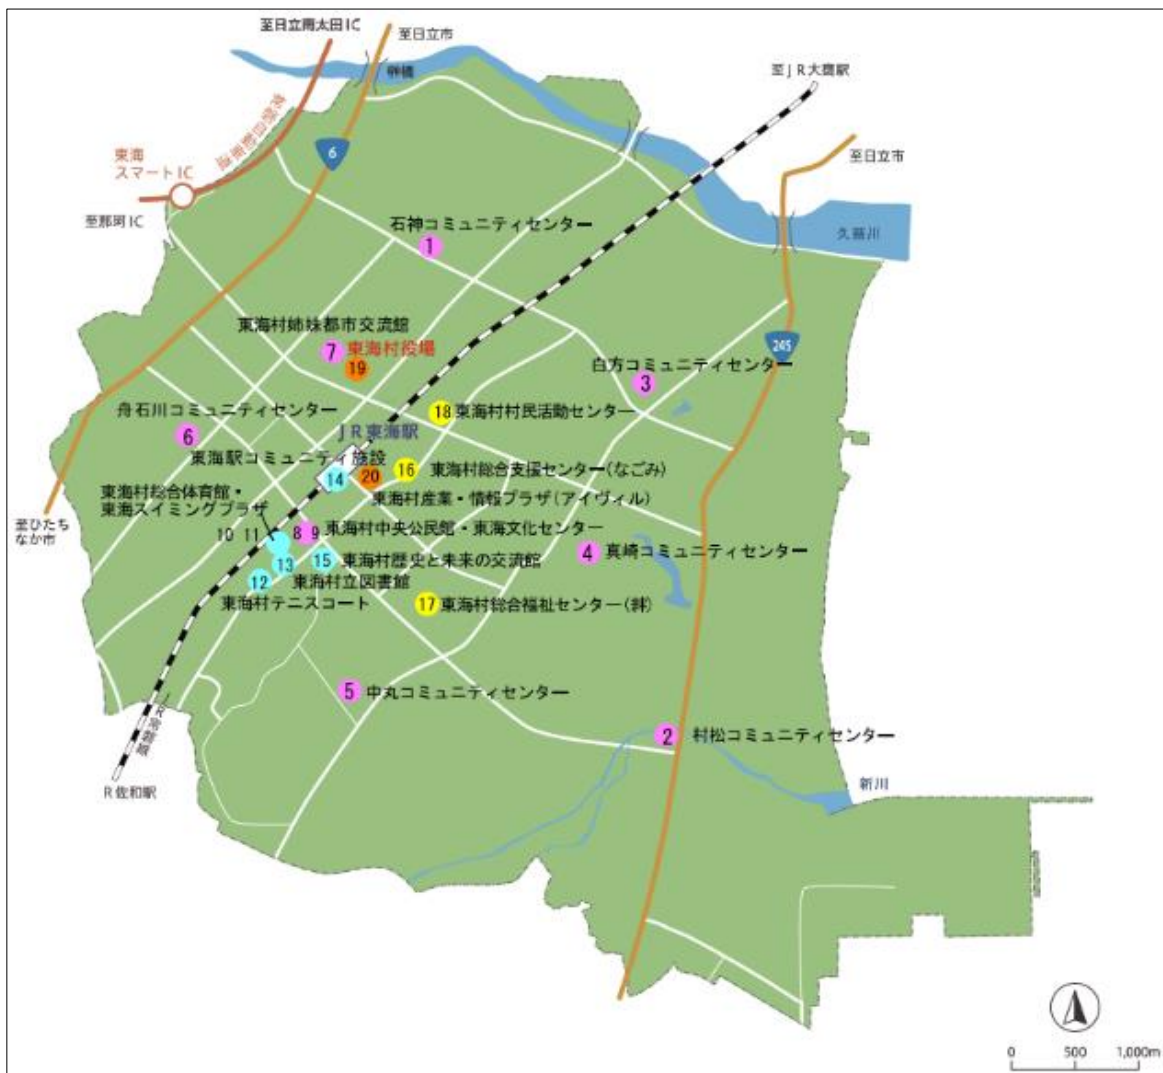 至日立南太田IC
至日立市
榊橋
至JR大甕駅
常磐自動車道
6
東海
スマートIC
至日立市
至那珂IC
石神コミュニティセンター
1
久慈川
東海村姉妹都市交流館
7
東海村役場
19
245
白方コミュニティセンター
3
舟石川コミュニティセンター
6
18
東海村村民活動センター
JR東海駅
東海駅コミュニティ施設
14
20
16
東海村総合支援センター(なごみ)
東海村産業・情報プラザ(アイヴィル)
東海村総合体育館・
東海スイミングプラザ
10 11
至ひたち
なか市
8 9
東海村中央公民館・東海文化センター
4
真崎コミュニティセンター
15
東海村歴史と未来の交流館
13
東海村立図書館
12
東海村テニスコート
17
東海村総合福祉センター(絆)
5
中丸コミュニティセンター
JR常磐線
2
村松コミュニティセンター
R佐和駅
新川
0 500 1,000m